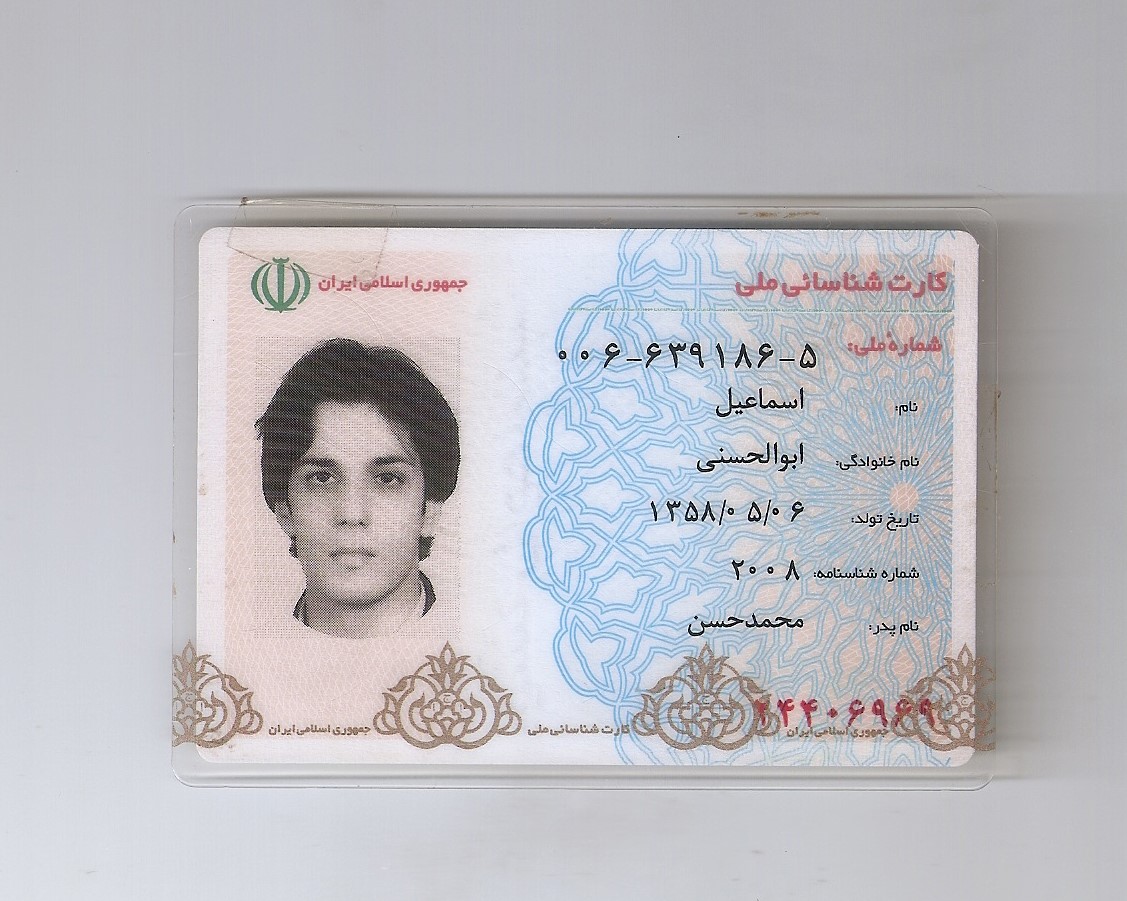 جمهوری اسلامی ایران
کارت شناسائی ملی
شماره ملی: ۰۰۶-۶۳۹۱۸۶-۵
نام: اسماعیل
نام خانوادگی: ابوالحسنی
تاریخ تولد: ۱۳۵۸/۰۵/۰۶
شماره شناسنامه: ۲۰۰۸
نام پدر: محمدحسن
جمهوری اسلامی ایران
کارت شناسائی ملی
جمهوری اسلامی ایران